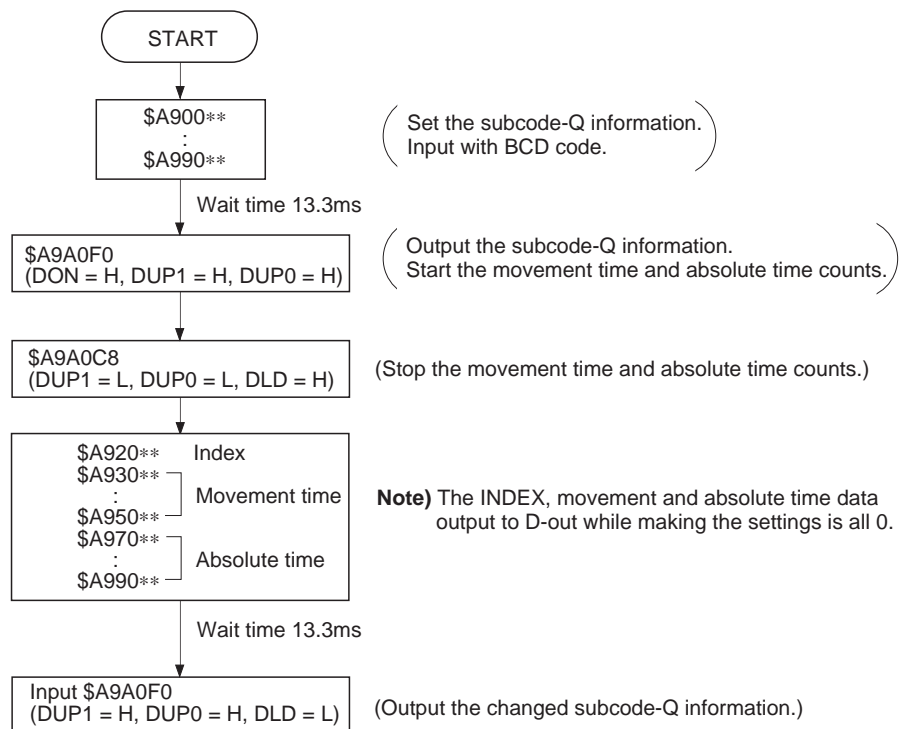 START
$A900**
:
$A990**
Set the subcode-Q information.
Input with BCD code.
Wait time 13.3ms
$A9A0F0
(DON = H, DUP1 = H, DUP0 = H)
Output the subcode-Q information.
Start the movement time and absolute time counts.
$A9A0C8
(DUP1 = L, DUP0 = L, DLD = H)
(Stop the movement time and absolute time counts.)
$A920** Index
$A930**
:
Movement time
$A950**
$A970**
:
Absolute time
$A990**
Note) The INDEX, movement and absolute time data
output to D-out while making the settings is all 0.
Wait time 13.3ms
Input $A9A0F0
(DUP1 = H, DUP0 = H, DLD = L)
(Output the changed subcode-Q information.)